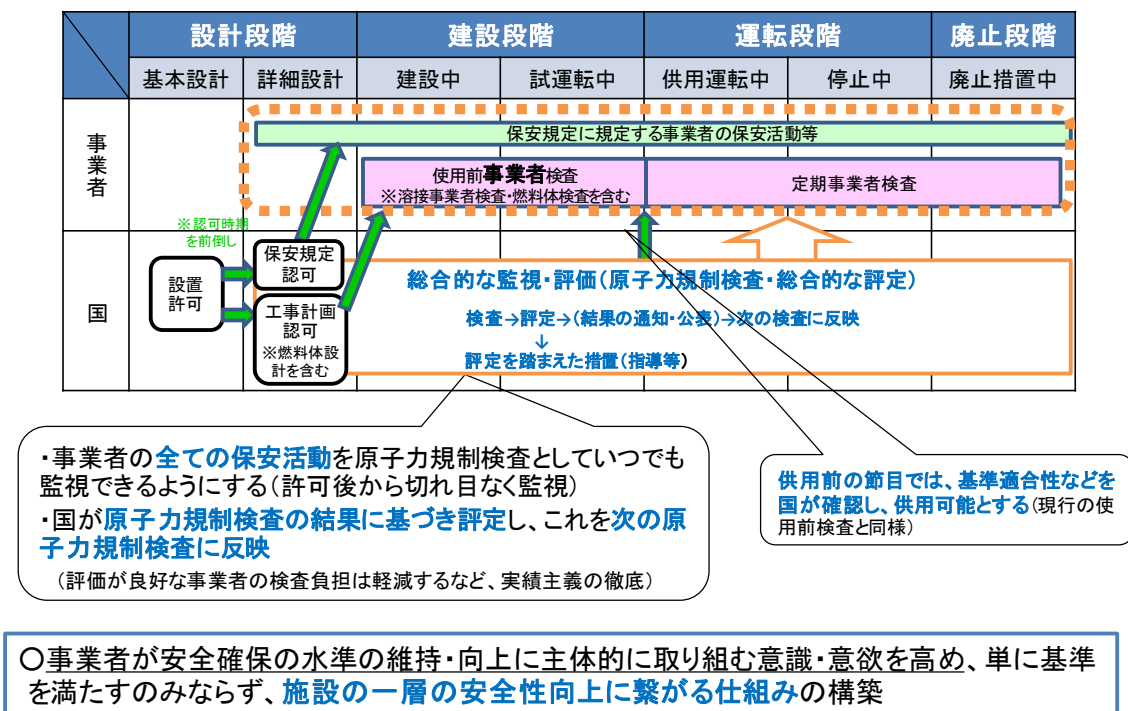 設計段階 建設段階 運転段階 廃止段階
基本設計 詳細設計 建設中 試運転中 供用運転中 停止中 廃止措置中
事業者
保安規定に規定する事業者の保安活動等
使用前事業者検査
※溶接事業者検査・燃料体検査を含む
定期事業者検査
国
※認可時期
を前倒し
設置
許可
保安規定
認可
工事計画
認可
※燃料体設
計を含む
総合的な監視・評価(原子力規制検査・総合的な評定)
検査→評定→(結果の通知・公表)→次の検査に反映
↓
評定を踏まえた措置(指導等)
・事業者の全ての保安活動を原子力規制検査としていつでも
監視できるようにする(許可後から切れ目なく監視)
・国が原子力規制検査の結果に基づき評定し、これを次の原
子力規制検査に反映
(評価が良好な事業者の検査負担は軽減するなど、実績主義の徹底)
供用前の節目では、基準適合性などを
国が確認し、供用可能とする(現行の使
用前検査と同様)
○事業者が安全確保の水準の維持・向上に主体的に取り組む意識・意欲を高め、単に基準
を満たすのみならず、施設の一層の安全性向上に繋がる仕組みの構築